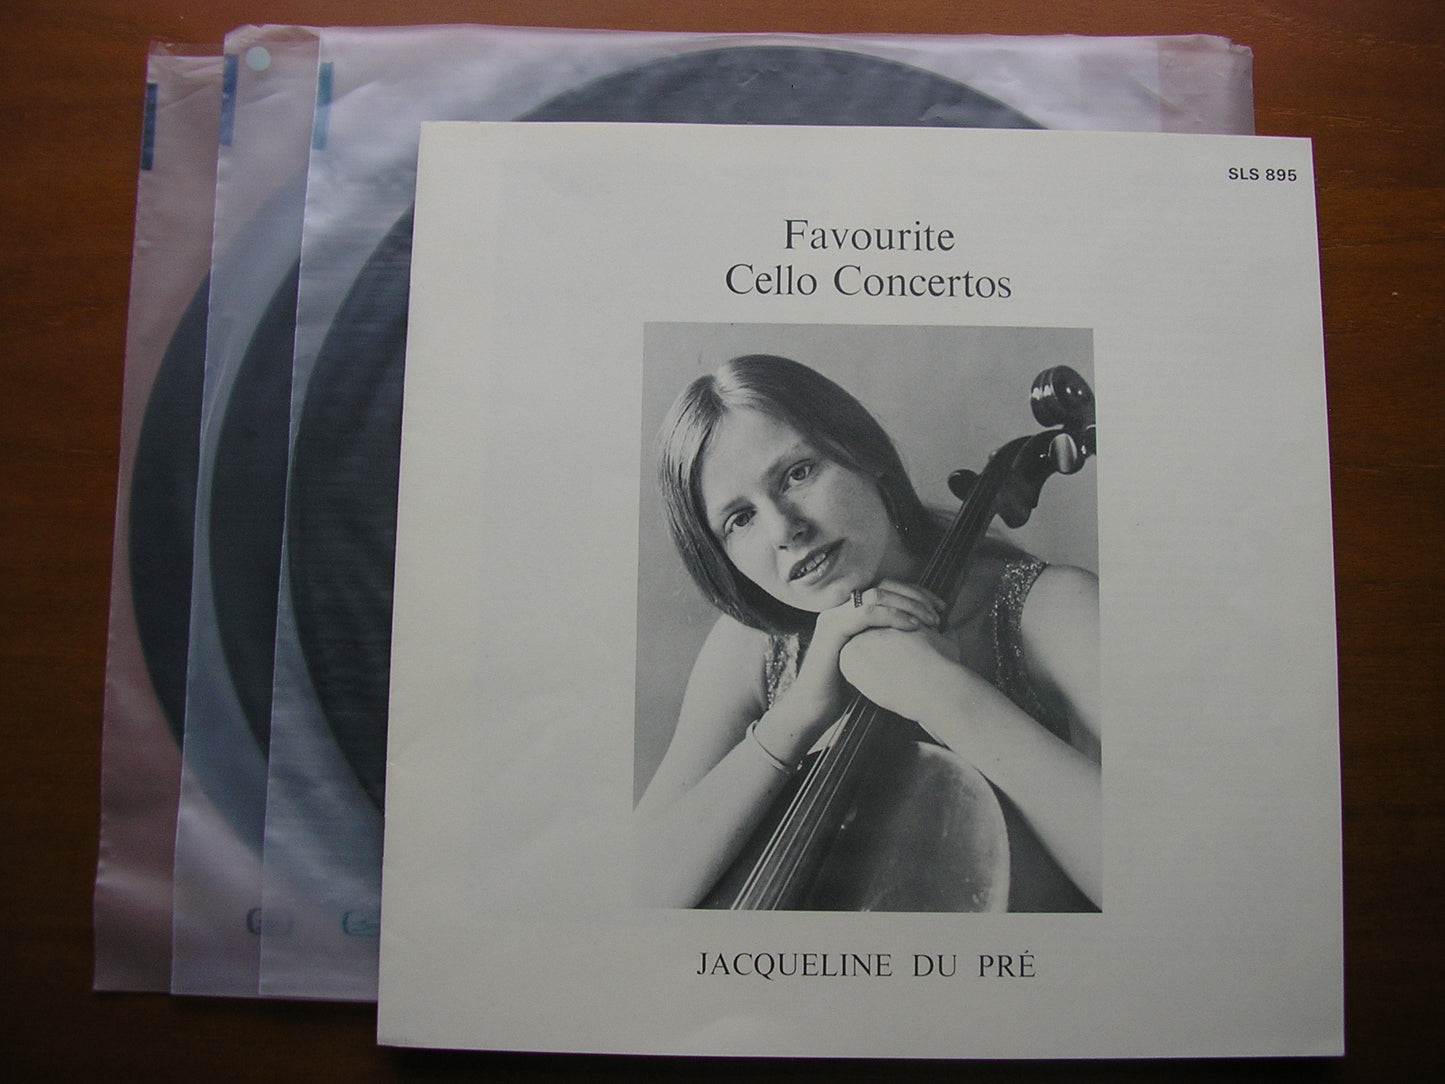 SLS 895
Favourite
Cello Concertos
JACQUELINE DU PRÉ